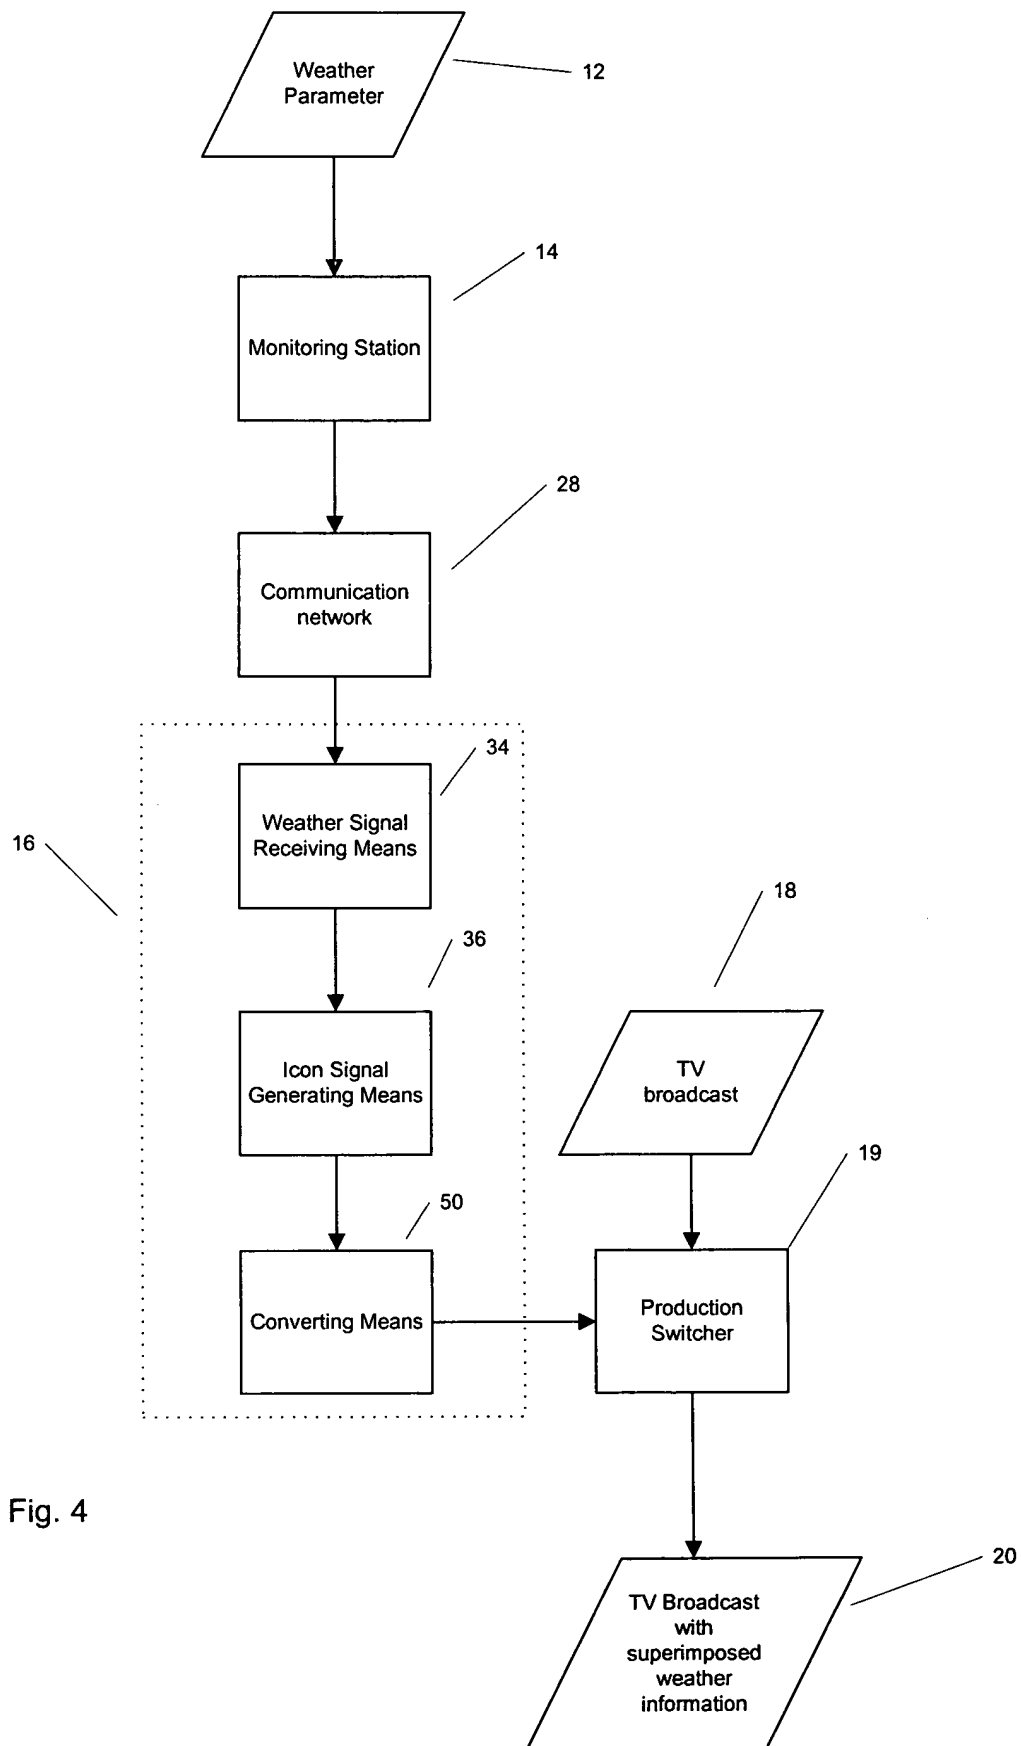 Weather
Parameter
12
14
Monitoring Station
28
Communication
network
34
Weather Signal
Receiving Means
16
18
36
Icon Signal
Generating Means
TV
broadcast
19
50
Converting Means
Production
Switcher
Fig. 4
20
TV Broadcast
with
superimposed
weather
information